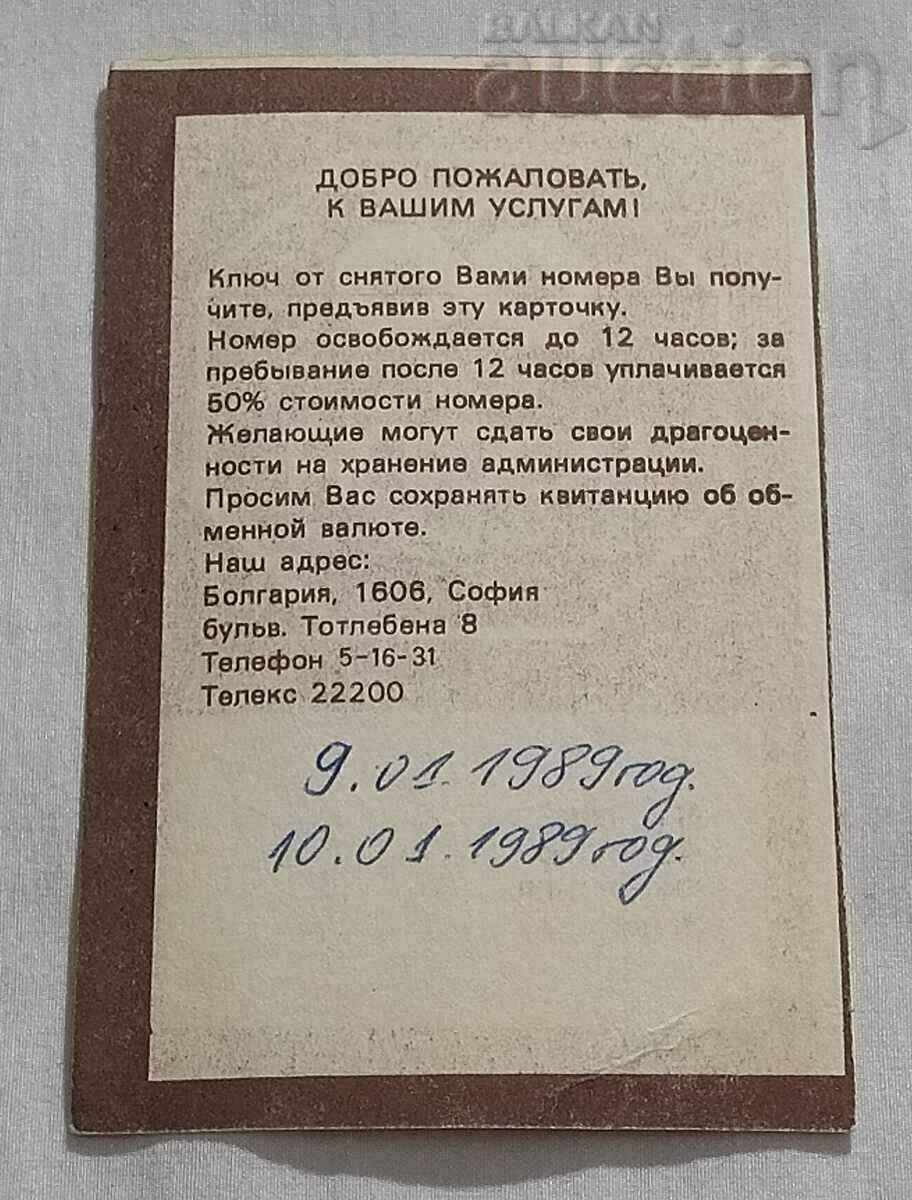 BALKAN
auction
ДОБРО ПОЖАЛОВАТЬ,
К ВАШИМ УСЛУГАМ!
Ключ от снятого Вами номера Вы полу-
чите, предъявив эту карточку.
Номер освобождается до 12 часов; за
пребывание после 12 часов уплачивается
50% стоимости номера.
Желающие могут сдать свои драгоцен-
ности на хранение администрации.
Просим Вас сохранять квитанцию об об-
менной валюте.
Наш адрес:
Болгария, 1606, София
бульв. Тотлебена 8
Телефон 5-16-31
Телекс 22200
9.01.1989год.
10.01.1989год.